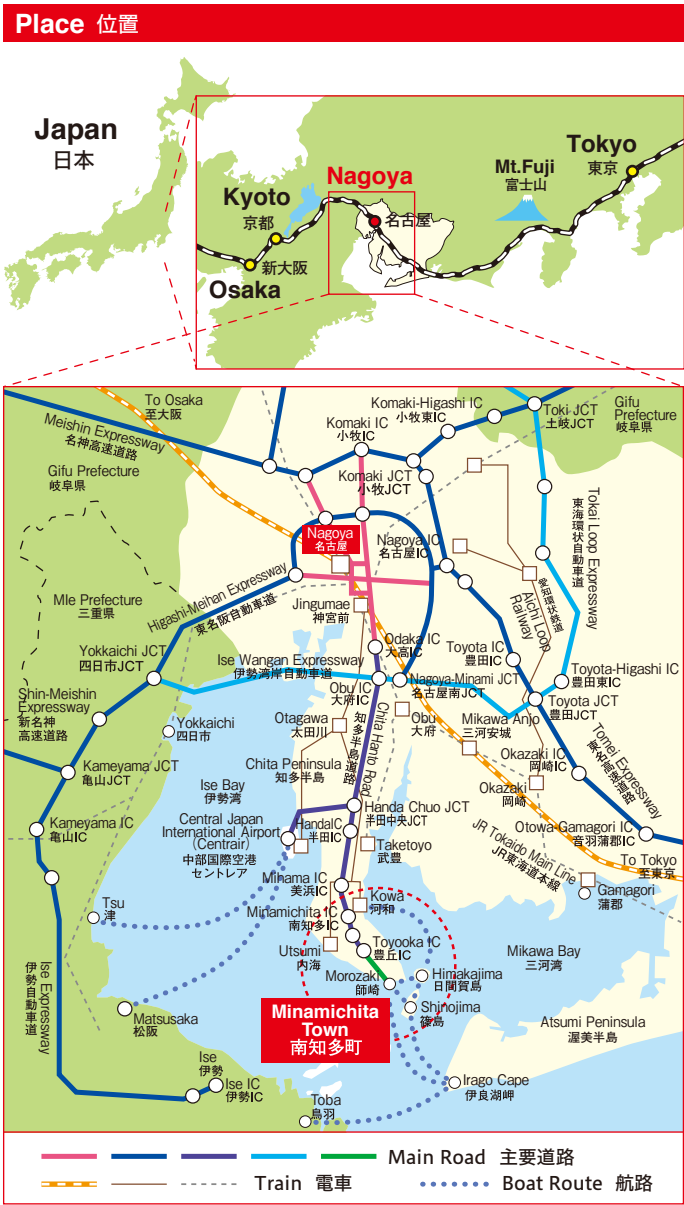 Place 位置
Japan
日本
Tokyo
東京
Mt.Fuji
富士山
Nagoya
名古屋
Kyoto
京都
新大阪
Osaka
To Osaka
至大阪
Komaki-Higashi IC
小牧東IC
Toki JCT
土岐JCT
Gifu
Prefecture
岐阜県
Meishin Expressway
名神高速道路
Komaki IC
小牧IC
Gifu Prefecture
岐阜県
Komaki JCT
小牧JCT
Tokai Loop Expressway
東海環状自動車道
Nagoya
名古屋
Nagoya IC
名古屋IC
Aichi Loop
Railway
愛知環状鉄道
Higashi-Meihan Expressway
東名阪自動車道
MIe Prefecture
三重県
Jingumae
神宮前
Odaka IC
大高IC
Toyota IC
豊田IC
Yokkaichi JCT
四日市JCT
Ise Wangan Expressway
伊勢湾岸自動車道
Nagoya-Minami JCT
名古屋南JCT
Toyota-Higashi IC
豊田東IC
Shin-Meishin
Expressway
新名神
高速道路
Obu IC
大府IC
Toyota JCT
豊田JCT
Yokkaichi
四日市
Otagawa
太田川
Chita Hanto Road
知多半島道路
Obu
大府
Mikawa Anjo
三河安城
Tomei Expressway
東名高速道路
Okazaki IC
岡崎IC
Kameyama JCT
亀山JCT
Chita Peninsula
知多半島
Ise Bay
伊勢湾
Okazaki
岡崎
Kameyama IC
亀山IC
Central Japan
International Airport
(Centrair)
中部国際空港
セントレア
HandaIC
半田IC
Handa Chuo JCT
半田中央JCT
Otowa-Gamagori IC
音羽蒲郡IC
Taketoyo
武豊
JR Tokaido Main Line
JR東海道本線
To Tokyo
至東京
Mihama IC
美浜IC
Kowa
河和
Gamagori
蒲郡
Tsu
津
Minamichita IC
南知多IC
Toyooka IC
豊丘IC
Utsumi
内海
Mikawa Bay
三河湾
Ise Expressway
伊勢自動車道
Morozaki
師崎
Himakajima
日間賀島
Matsusaka
松阪
Minamichita
Town
南知多町
Shinojima
篠島
Atsumi Peninsula
渥美半島
Ise
伊勢
Ise IC
伊勢IC
Irago Cape
伊良湖岬
Toba
鳥羽
Main Road 主要道路
Train 電車
Boat Route 航路